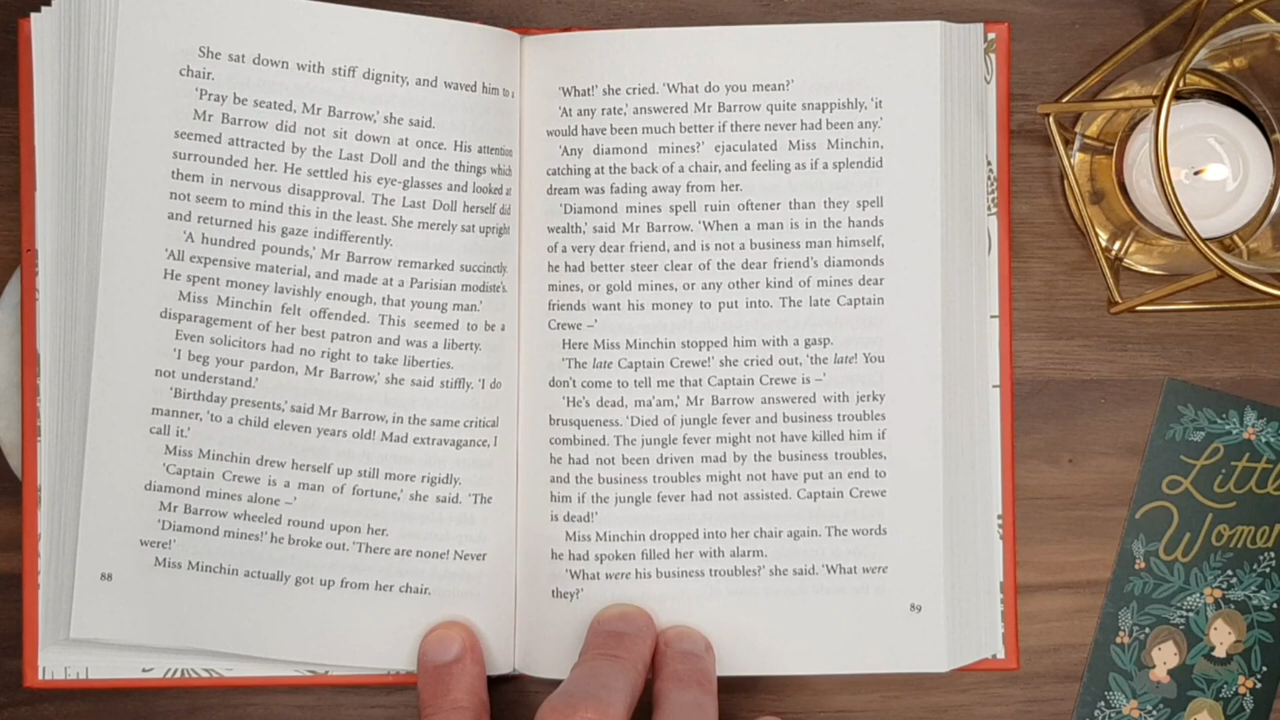 She sat down with stiff dignity, and waved him to a
chair.
‘Pray be seated, Mr Barrow,’ she said.
Mr Barrow did not sit down at once. His attention
seemed attracted by the Last Doll and the things which
surrounded her. He settled his eye-glasses and looked at
them in nervous disapproval. The Last Doll herself did
not seem to mind this in the least. She merely sat upright
and returned his gaze indifferently.
‘A hundred pounds,’ Mr Barrow remarked succinctly.
‘All expensive material, and made at a Parisian modiste’s.
He spent money lavishly enough, that young man.’
Miss Minchin felt offended. This seemed to be a
disparagement of her best patron and was a liberty.
Even solicitors had no right to take liberties.
‘I beg your pardon, Mr Barrow,’ she said stiffly. ‘I do
not understand.’
‘Birthday presents,’ said Mr Barrow, in the same critical
manner, ‘to a child eleven years old! Mad extravagance, I
call it.’
Miss Minchin drew herself up still more rigidly.
‘Captain Crewe is a man of fortune,’ she said. ‘The
diamond mines alone –’
Mr Barrow wheeled round upon her.
‘Diamond mines!’ he broke out. ‘There are none! Never
were!’
Miss Minchin actually got up from her chair.
88
‘What!’ she cried. ‘What do you mean?’
‘At any rate,’ answered Mr Barrow quite snappishly, ‘it
would have been much better if there never had been any.’
‘Any diamond mines?’ ejaculated Miss Minchin,
catching at the back of a chair, and feeling as if a splendid
dream was fading away from her.
‘Diamond mines spell ruin oftener than they spell
wealth,’ said Mr Barrow. ‘When a man is in the hands
of a very dear friend, and is not a business man himself,
he had better steer clear of the dear friend’s diamonds
mines, or gold mines, or any other kind of mines dear
friends want his money to put into. The late Captain
Crewe –’
Here Miss Minchin stopped him with a gasp.
‘The late Captain Crewe!’ she cried out, ‘the late! You
don’t come to tell me that Captain Crewe is –’
‘He’s dead, ma’am,’ Mr Barrow answered with jerky
brusqueness. ‘Died of jungle fever and business troubles
combined. The jungle fever might not have killed him if
he had not been driven mad by the business troubles,
and the business troubles might not have put an end to
him if the jungle fever had not assisted. Captain Crewe
is dead!’
Miss Minchin dropped into her chair again. The words
he had spoken filled her with alarm.
‘What were his business troubles?’ she said. ‘What were
they?’
89
Little
Women